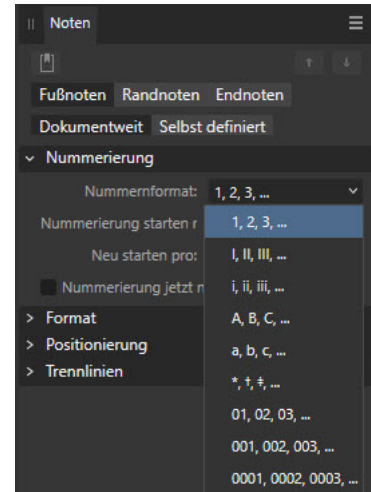 Noten
Fußnoten Randnoten Endnoten
Dokumentweit Selbst definiert
Nummerierung
Nummernformat: 1, 2, 3, ...
Nummerierung starten r
Neu starten pro:
Nummerierung jetzt n
Format
Positionierung
Trennlinien
1, 2, 3, ...
I, II, III, ...
i, ii, iii, ...
A, B, C, ...
a, b, c, ...
*, †, ‡, ...
01, 02, 03, ...
001, 002, 003, ...
0001, 0002, 0003, ...